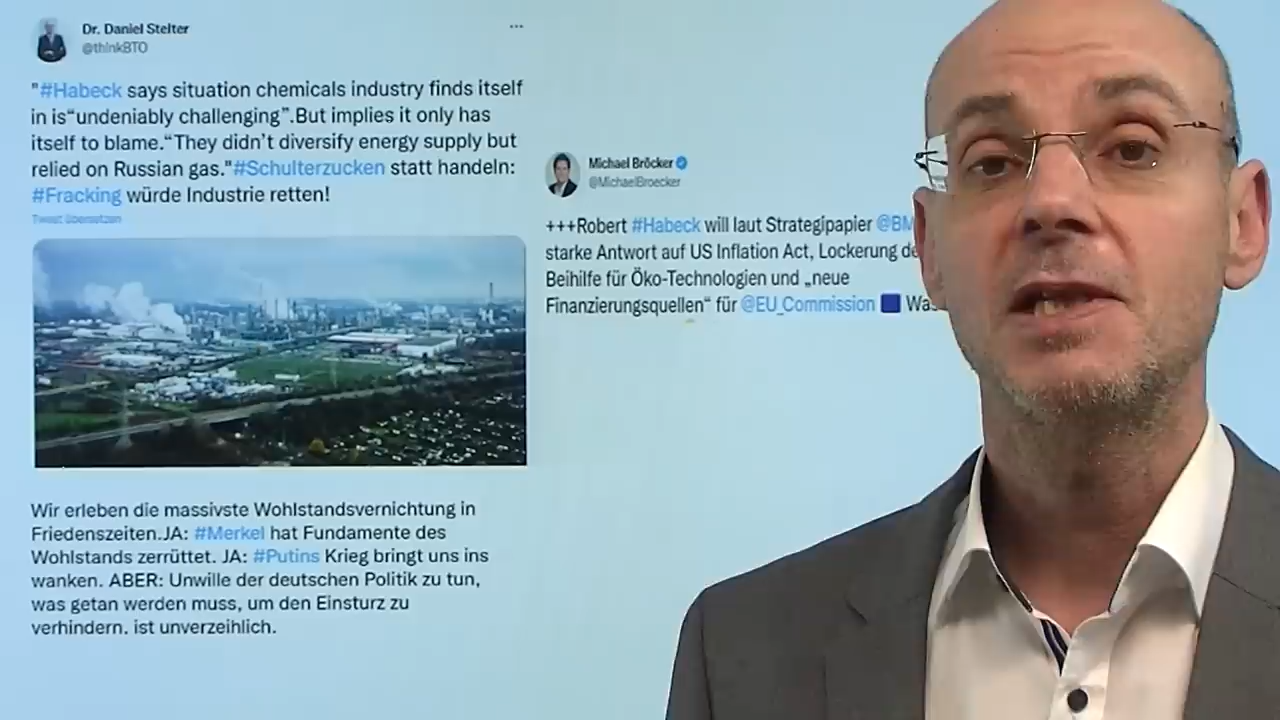 Dr. Daniel Stelter
@thinkBTO
"#Habeck says situation chemicals industry finds itself
in is“undeniably challenging”.But implies it only has
itself to blame.“They didn’t diversify energy supply but
relied on Russian gas."#Schulterzucken statt handeln:
#Fracking würde Industrie retten!
Tweet übersetzen
Wir erleben die massivste Wohlstandsvernichtung in
Friedenszeiten.JA: #Merkel hat Fundamente des
Wohlstands zerrüttet. JA: #Putins Krieg bringt uns ins
wanken. ABER: Unwille der deutschen Politik zu tun,
was getan werden muss, um den Einsturz zu
verhindern. ist unverzeihlich.
Michael Bröcker
@MichaelBroecker
+++Robert #Habeck will laut Strategipapier @BM
starke Antwort auf US Inflation Act, Lockerung de
Beihilfe für Öko-Technologien und „neue
Finanzierungsquellen“ für @EU_Commission Was